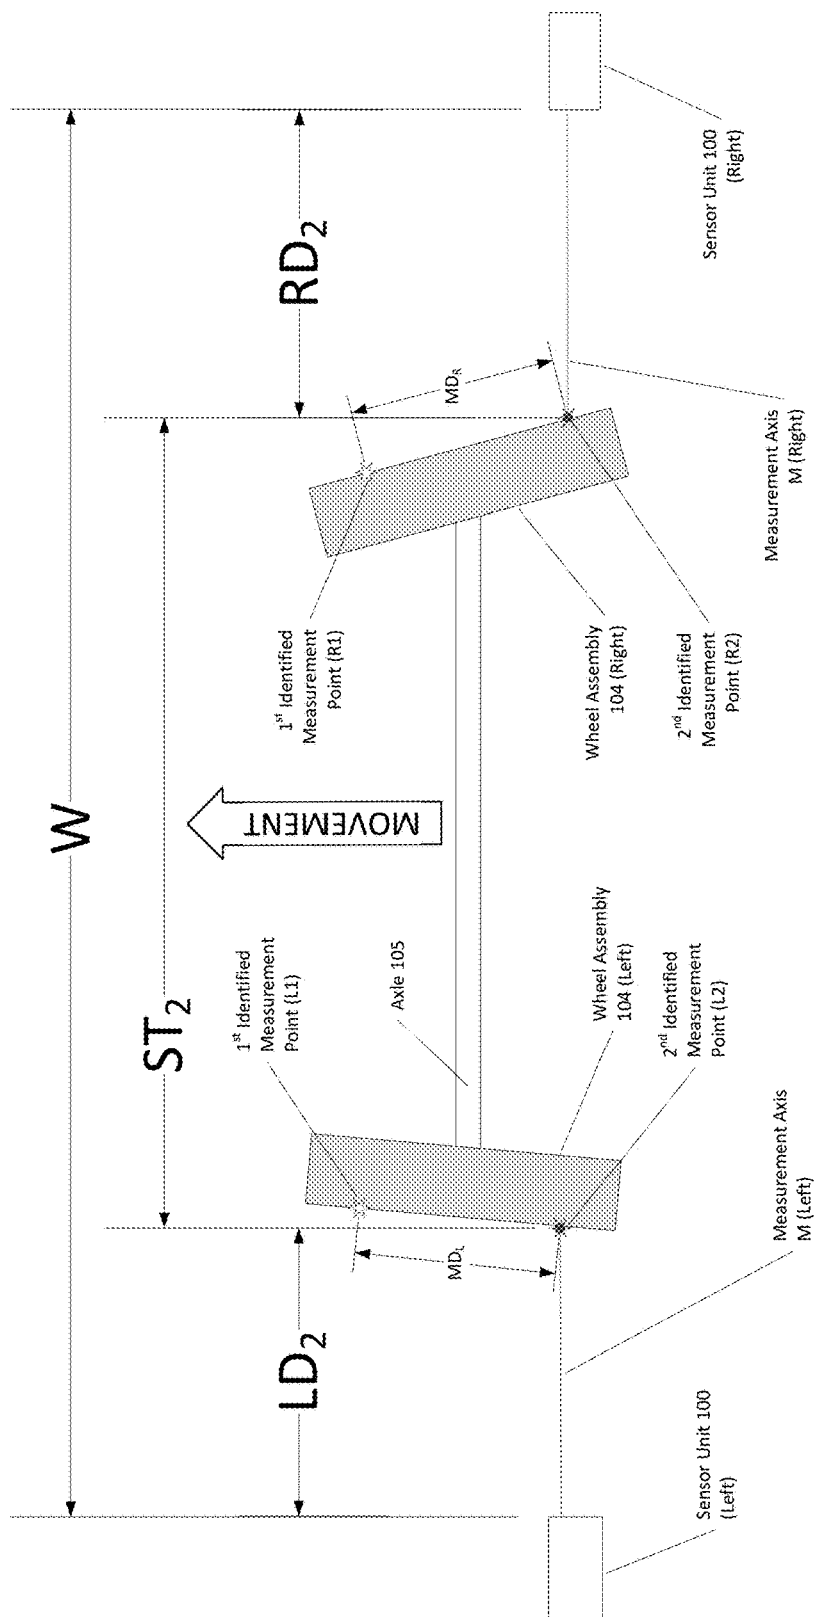 W
ST2
LD2
RD2
MOVEMENT
1st Identified
Measurement
Point (L1)
1st Identified
Measurement
Point (R1)
MDL
MDR
Axle 105
Wheel Assembly
104 (Left)
Wheel Assembly
104 (Right)
2nd Identified
Measurement
Point (L2)
2nd Identified
Measurement
Point (R2)
Sensor Unit 100
(Left)
Measurement Axis
M (Left)
Measurement Axis
M (Right)
Sensor Unit 100
(Right)